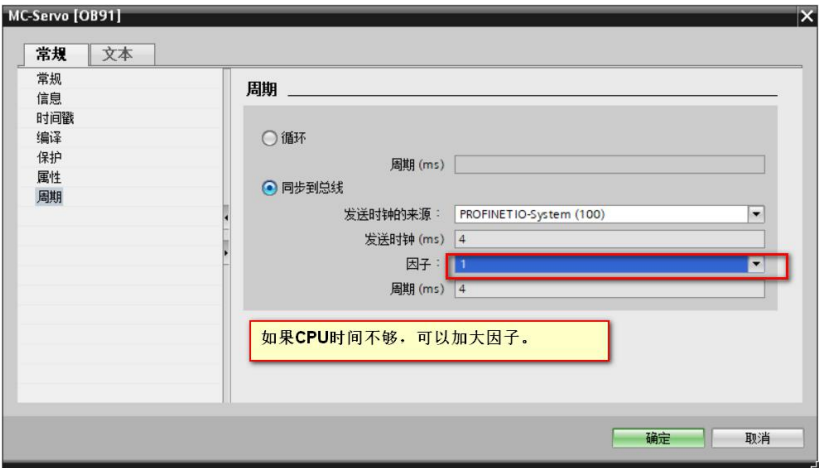 MC-Servo [OB91]
常规 文本
常规
信息
时间戳
编译
保护
属性
周期
周期
循环
周期 (ms)
同步到总线
发送时钟的来源： PROFINET IO-System (100)
发送时钟 (ms) 4
因子： 1
周期 (ms) 4
如果CPU时间不够，可以加大因子。
确定 取消